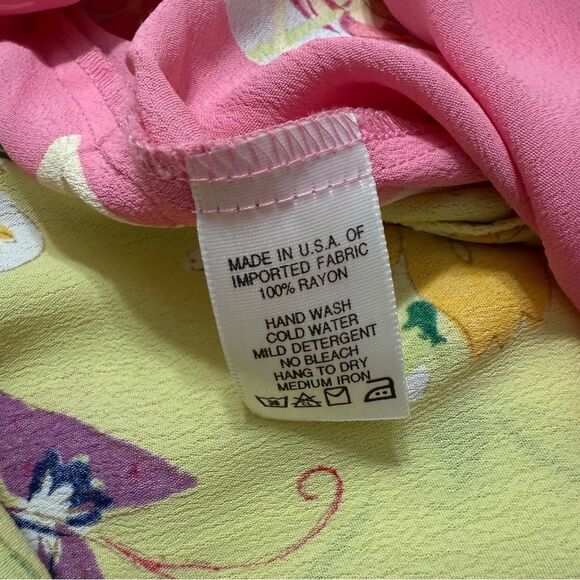 MADE IN U.S.A. OF
IMPORTED FABRIC
100% RAYON
HAND WASH
COLD WATER
MILD DETERGENT
NO BLEACH
HANG TO DRY
MEDIUM IRON